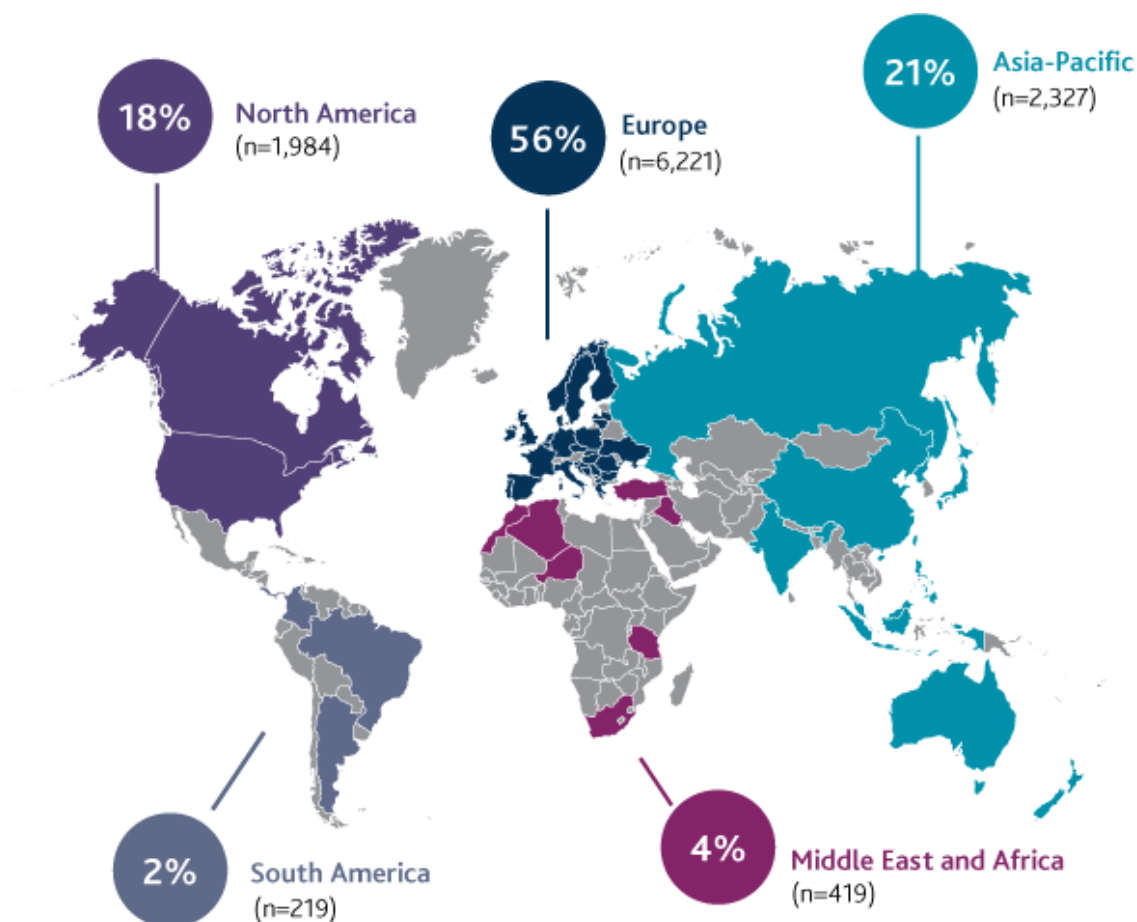 18%
North America
(n=1,984)
56%
Europe
(n=6,221)
21%
Asia-Pacific
(n=2,327)
2%
South America
(n=219)
4%
Middle East and Africa
(n=419)